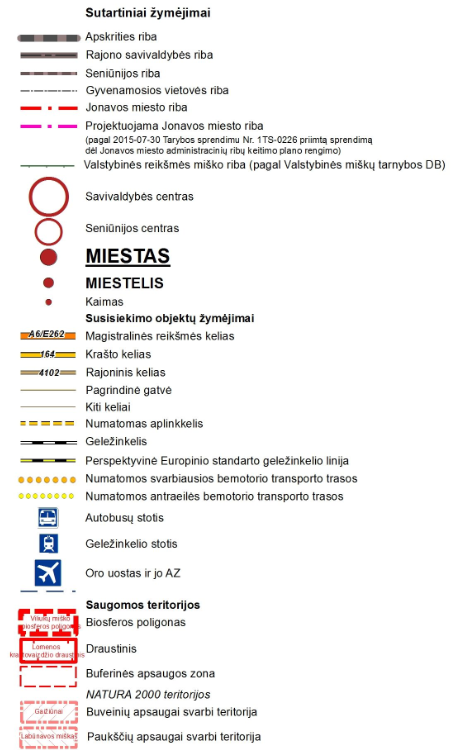 Sutartiniai žymėjimai
Apskrities riba
Rajono savivaldybės riba
Seniūnijos riba
Gyvenamosios vietovės riba
Jonavos miesto riba
Projektuojama Jonavos miesto riba
(pagal 2015-07-30 Tarybos sprendimu Nr. 1TS-0226 priimtą sprendimą
dėl Jonavos miesto administracinių ribų keitimo plano rengimo)
Valstybinės reikšmės miško riba (pagal Valstybinės miškų tarnybos DB)
Savivaldybės centras
Seniūnijos centras
MIESTAS
MIESTELIS
Kaimas
Susisiekimo objektų žymėjimai
A6/E262 Magistralinės reikšmės kelias
164 Krašto kelias
4102 Rajoninis kelias
Pagrindinė gatvė
Kiti keliai
Numatomas aplinkkelis
Geležinkelis
Perspektyvinė Europinio standarto geležinkelio linija
Numatomos svarbiausios bemotorio transporto trasos
Numatomos antraeilės bemotorio transporto trasos
Autobusų stotis
Geležinkelio stotis
Oro uostas ir jo AZ
Saugomos teritorijos
miško
biosferos poligonas
Biosferos poligonas
Lomenos
kraštovaizdžio draustinis
Draustinis
Buferinės apsaugos zona
NATURA 2000 teritorijos
Gaižiūnai Buveinių apsaugai svarbi teritorija
Labūnavos miškas Paukščių apsaugai svarbi teritorija